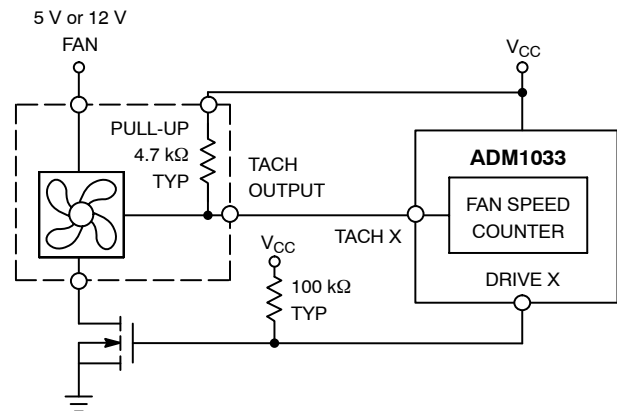 5 V or 12 V
FAN
V_CC
PULL-UP
4.7 kΩ
TYP
TACH
OUTPUT
ADM1033
FAN SPEED
COUNTER
TACH X
V_CC
100 kΩ
TYP
DRIVE X